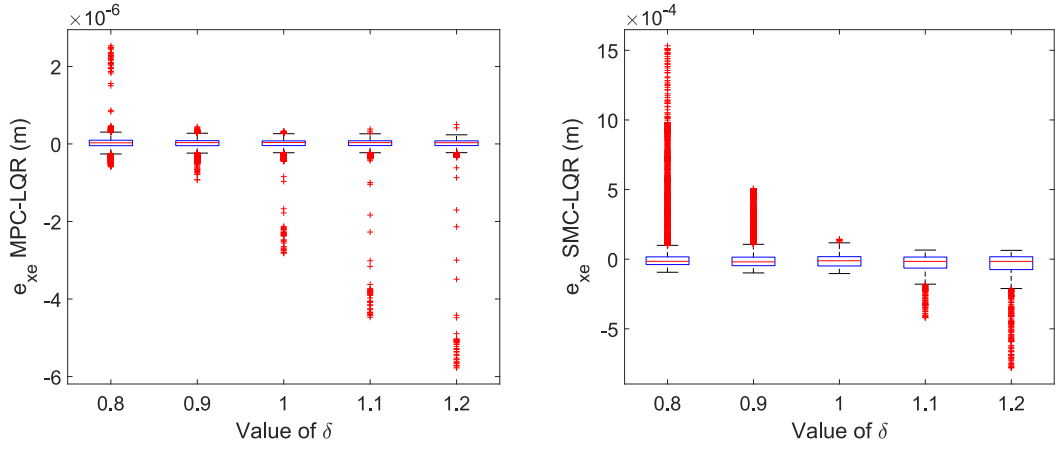 ×10⁻⁶
2
0
-2
-4
-6
e_xe MPC-LQR (m)
0.8 0.9 1 1.1 1.2
Value of δ
×10⁻⁴
15
10
5
0
-5
e_xe SMC-LQR (m)
0.8 0.9 1 1.1 1.2
Value of δ